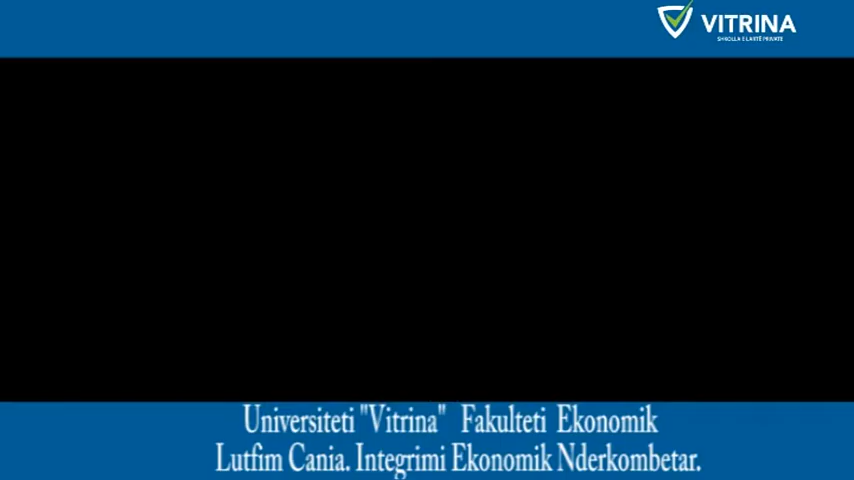 VITRINA
SHKOLLA E LARTË PRIVATE
Universiteti "Vitrina" Fakulteti Ekonomik
Lutfim Cania. Integrimi Ekonomik Nderkombetar.